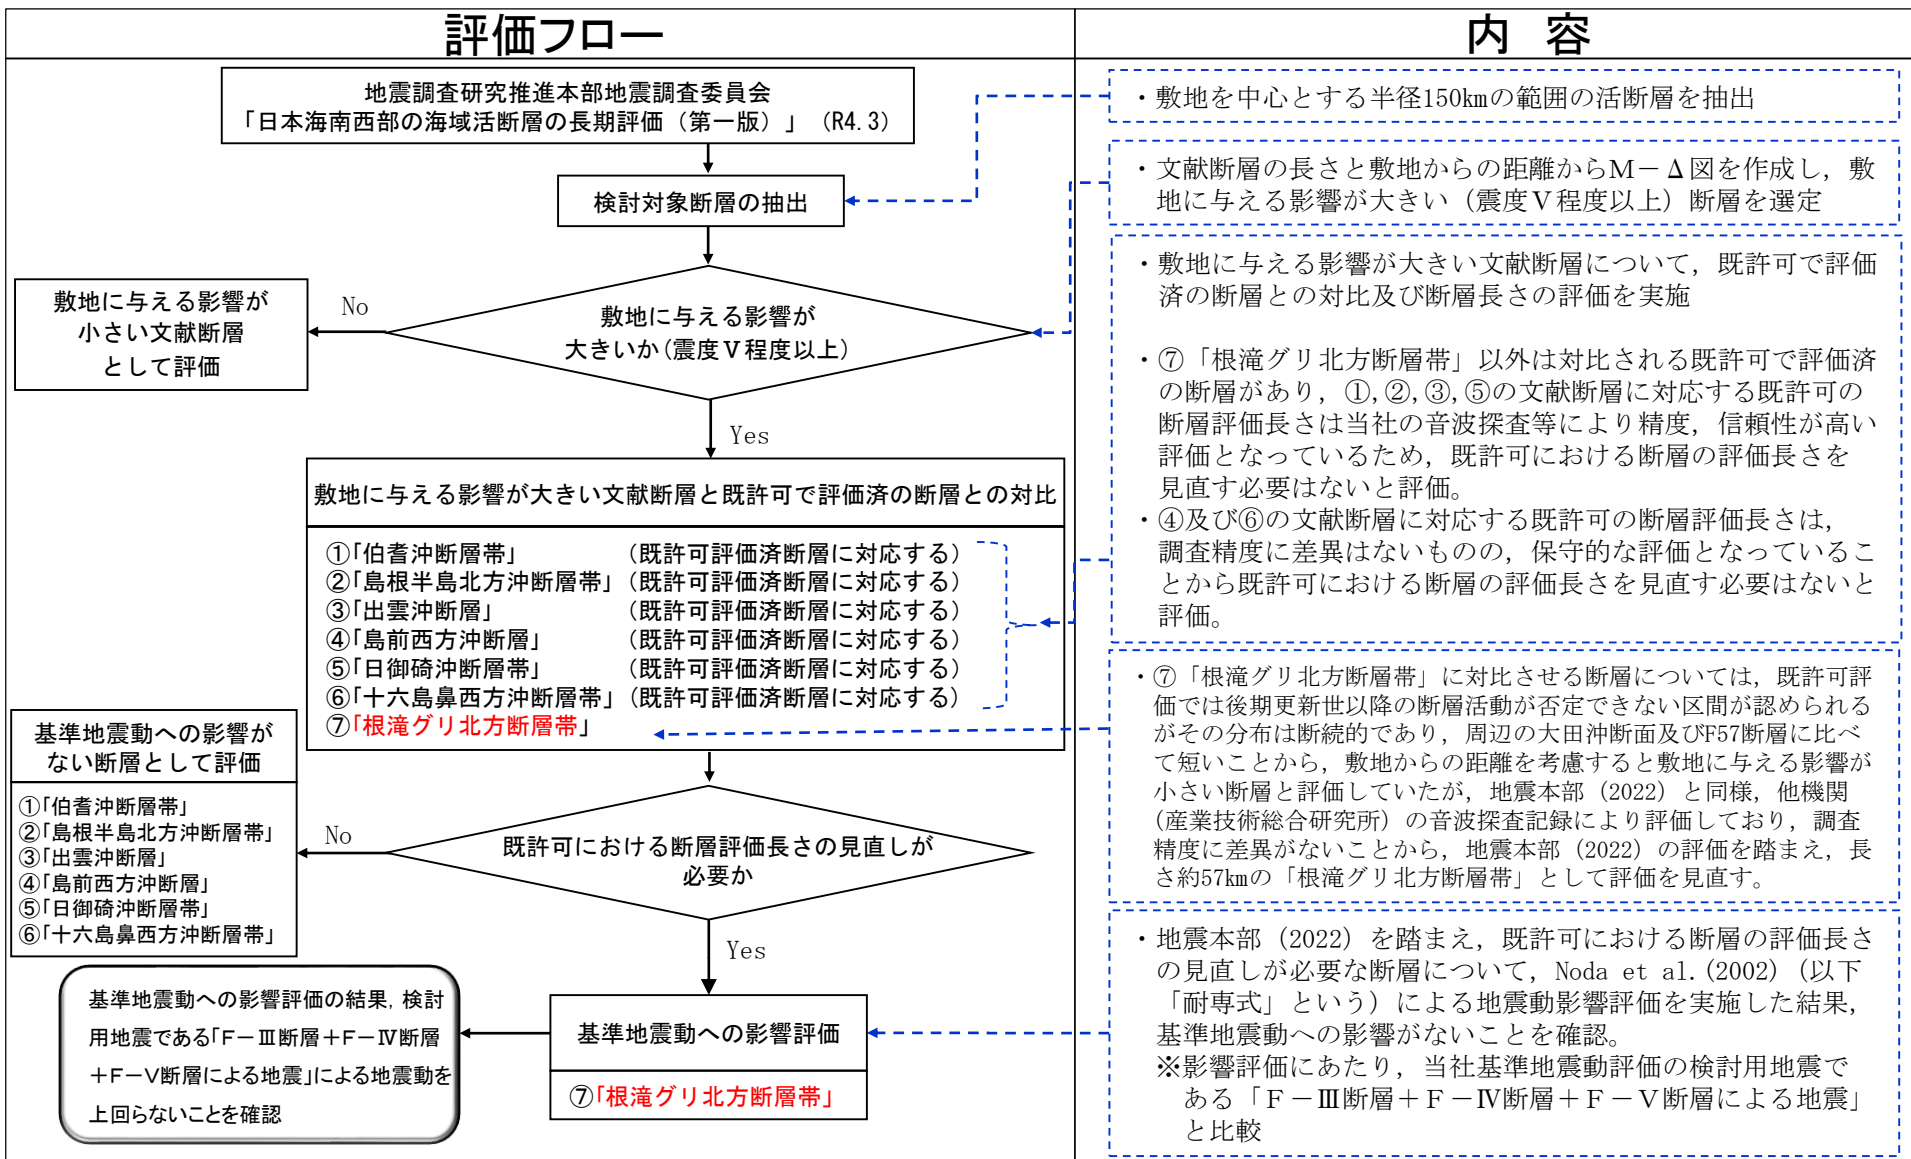 評価フロー
地震調査研究推進本部地震調査委員会
「日本海南西部の海域活断層の長期評価（第一版）」（R4.3）
検討対象断層の抽出
敷地に与える影響が
大きいか(震度Ⅴ程度以上)
No
敷地に与える影響が
小さい文献断層
として評価
Yes
敷地に与える影響が大きい文献断層と既許可で評価済の断層との対比
①「伯耆沖断層帯」 （既許可評価済断層に対応する）
②「島根半島北方沖断層帯」（既許可評価済断層に対応する）
③「出雲沖断層」 （既許可評価済断層に対応する）
④「島前西方沖断層」 （既許可評価済断層に対応する）
⑤「日御碕沖断層帯」 （既許可評価済断層に対応する）
⑥「十六島鼻西方沖断層帯」（既許可評価済断層に対応する）
⑦「根滝グリ北方断層帯」
既許可における断層評価長さの見直しが
必要か
No
基準地震動への影響が
ない断層として評価
①「伯耆沖断層帯」
②「島根半島北方沖断層帯」
③「出雲沖断層」
④「島前西方沖断層」
⑤「日御碕沖断層帯」
⑥「十六島鼻西方沖断層帯」
Yes
基準地震動への影響評価
⑦「根滝グリ北方断層帯」
基準地震動への影響評価の結果，検討
用地震である「F－Ⅲ断層＋F－Ⅳ断層
＋F－Ⅴ断層による地震」による地震動を
上回らないことを確認
内　容
・敷地を中心とする半径150kmの範囲の活断層を抽出
・文献断層の長さと敷地からの距離からＭ－Δ図を作成し，敷
地に与える影響が大きい（震度Ⅴ程度以上）断層を選定
・敷地に与える影響が大きい文献断層について，既許可で評価
済の断層との対比及び断層長さの評価を実施
・⑦「根滝グリ北方断層帯」以外は対比される既許可で評価済
の断層があり，①,②,③,⑤の文献断層に対応する既許可の
断層評価長さは当社の音波探査等により精度，信頼性が高い
評価となっているため，既許可における断層の評価長さを
見直す必要はないと評価。
・④及び⑥の文献断層に対応する既許可の断層評価長さは，
調査精度に差異はないものの，保守的な評価となっているこ
とから既許可における断層の評価長さを見直す必要はないと
評価。
・⑦「根滝グリ北方断層帯」に対比させる断層については，既許可評
価では後期更新世以降の断層活動が否定できない区間が認められる
がその分布は断続的であり，周辺の大田沖断面及びF57断層に比べ
て短いことから，敷地からの距離を考慮すると敷地に与える影響が
小さい断層と評価していたが，地震本部（2022）と同様，他機関
(産業技術総合研究所）の音波探査記録により評価しており，調査
精度に差異がないことから，地震本部（2022）の評価を踏まえ，長
さ約57kmの「根滝グリ北方断層帯」として評価を見直す。
・地震本部（2022）を踏まえ，既許可における断層の評価長さ
の見直しが必要な断層について，Noda et al.(2002)（以下
「耐専式」という）による地震動影響評価を実施した結果，
基準地震動への影響がないことを確認。
※影響評価にあたり，当社基準地震動評価の検討用地震で
ある「Ｆ－Ⅲ断層＋Ｆ－Ⅳ断層＋Ｆ－Ⅴ断層による地震」
と比較